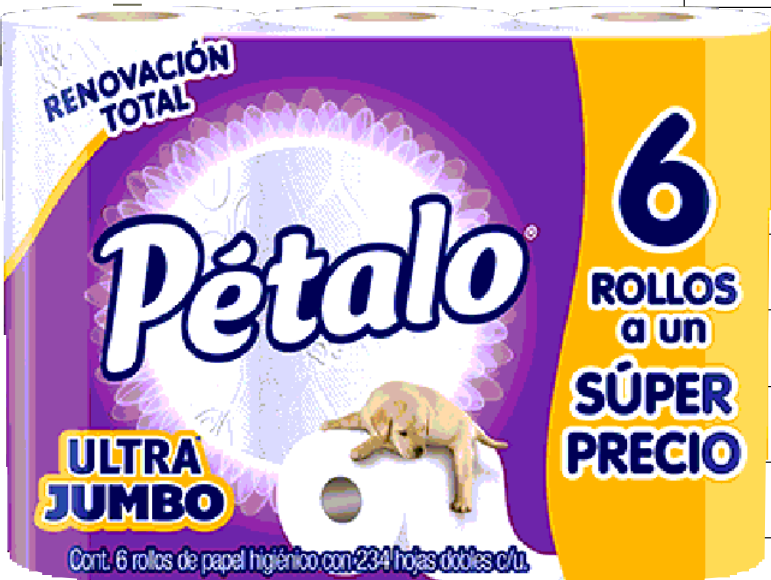 RENOVACIÓN
TOTAL
Pétalo®
6
ROLLOS
a un
SÚPER
PRECIO
ULTRA
JUMBO
Cont. 6 rollos de papel higiénico con 234 hojas dobles c/u.